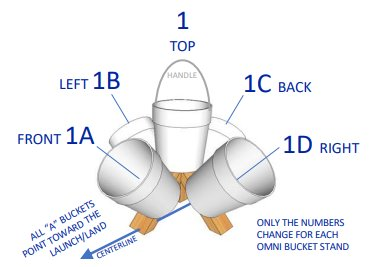 1
TOP
HANDLE
LEFT 1B
1C BACK
FRONT 1A
1D RIGHT
ALL "A" BUCKETS
POINT TOWARD THE
LAUNCH/LAND
CENTERLINE
ONLY THE NUMBERS
CHANGE FOR EACH
OMNI BUCKET STAND